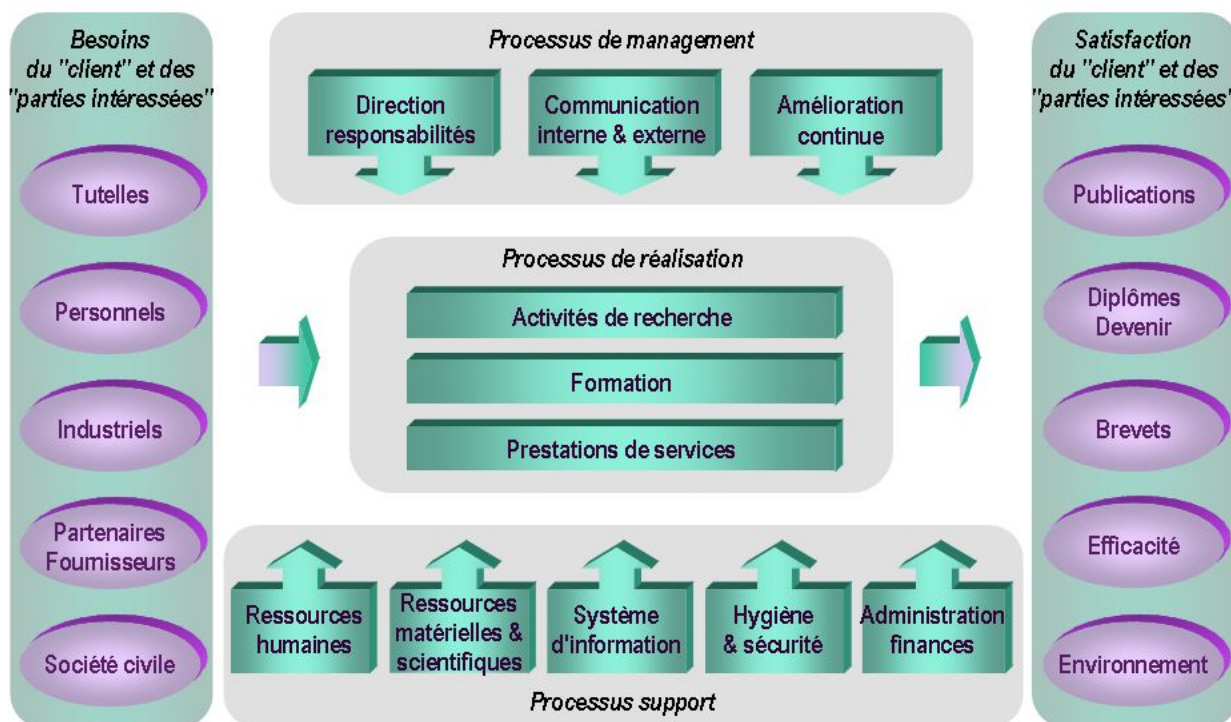 Besoins
du "client" et des
"parties intéressées"
Tutelles
Personnels
Industriels
Partenaires
Fournisseurs
Société civile
Processus de management
Direction
responsabilités
Communication
interne & externe
Amélioration
continue
Processus de réalisation
Activités de recherche
Formation
Prestations de services
Ressources
humaines
Ressources
matérielles &
scientifiques
Système
d'information
Hygiène
& sécurité
Administration
finances
Processus support
Satisfaction
du "client" et des
"parties intéressées"
Publications
Diplômes
Devenir
Brevets
Efficacité
Environnement